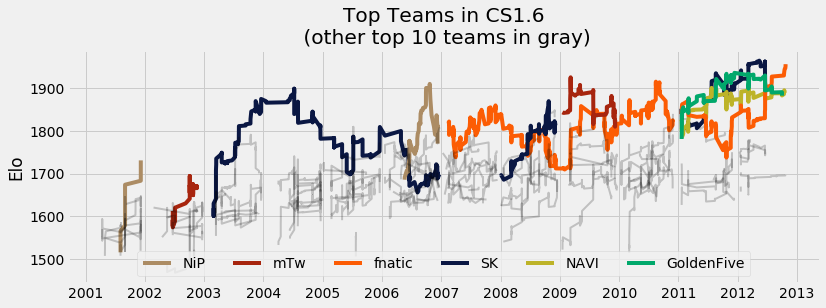 Top Teams in CS1.6
(other top 10 teams in gray)
Elo
1900
1800
1700
1600
1500
NiP mTw fnatic SK NAVI GoldenFive
2001 2002 2003 2004 2005 2006 2007 2008 2009 2010 2011 2012 2013